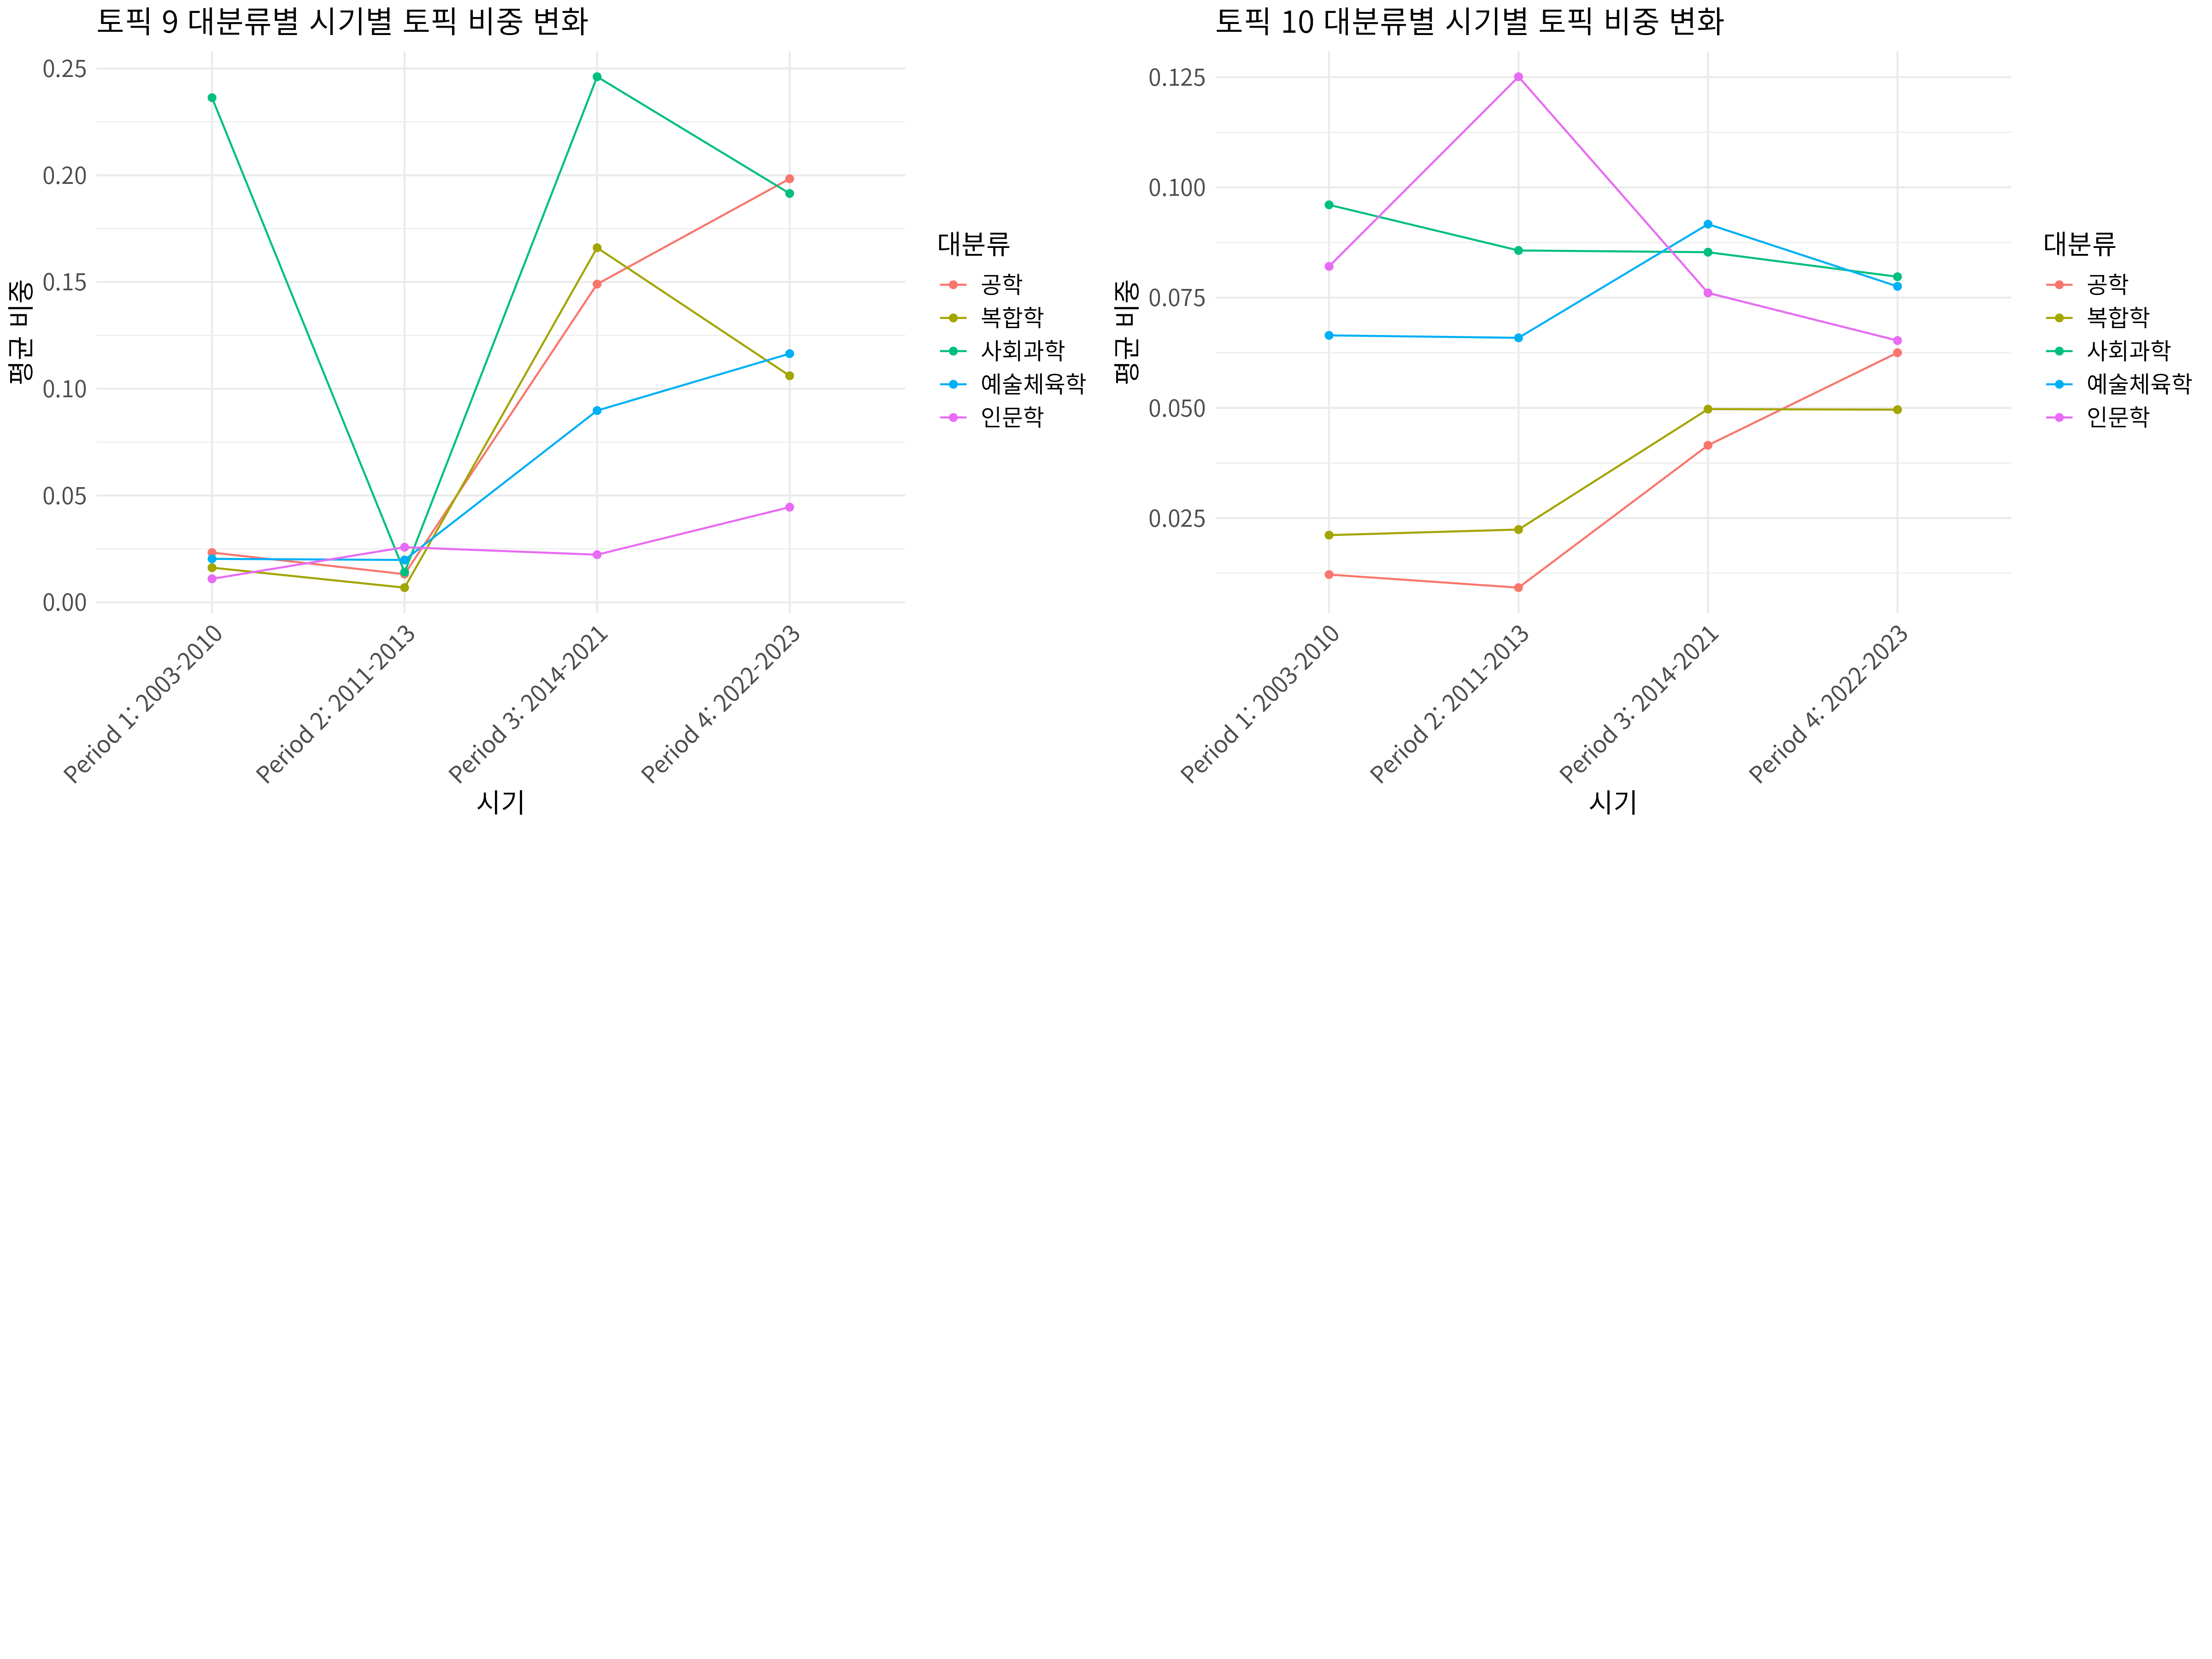 토픽 9 대분류별 시기별 토픽 비중 변화
평균 비중
0.25
0.20
0.15
0.10
0.05
0.00
Period 1: 2003-2010
Period 2: 2011-2013
Period 3: 2014-2021
Period 4: 2022-2023
시기
대분류
공학
복합학
사회과학
예술체육학
인문학
토픽 10 대분류별 시기별 토픽 비중 변화
평균 비중
0.125
0.100
0.075
0.050
0.025
Period 1: 2003-2010
Period 2: 2011-2013
Period 3: 2014-2021
Period 4: 2022-2023
시기
대분류
공학
복합학
사회과학
예술체육학
인문학